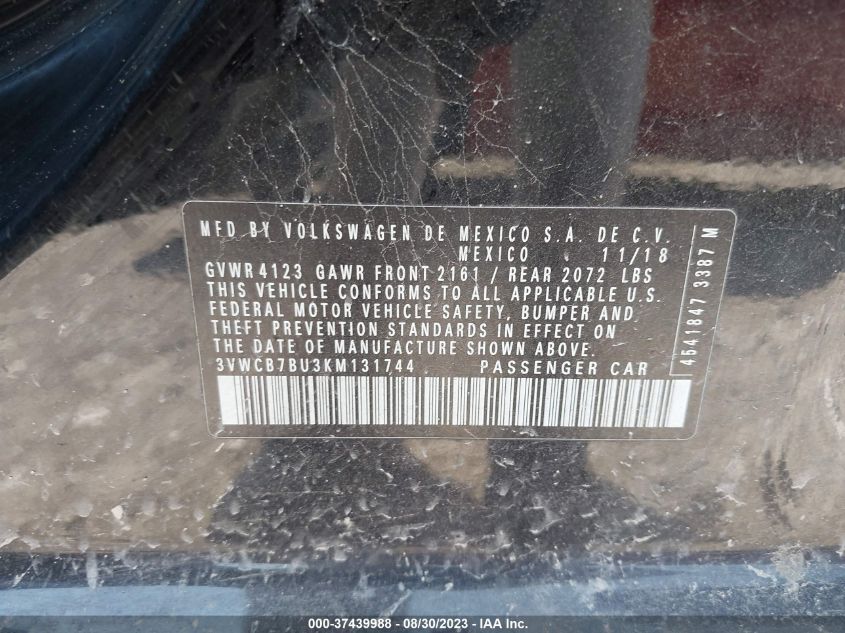 MFD BY VOLKSWAGEN DE MEXICO S.A. DE C.V.
MEXICO 11/18
GVWR 4123 GAWR FRONT 2161 / REAR 2072 LBS
THIS VEHICLE CONFORMS TO ALL APPLICABLE U.S.
FEDERAL MOTOR VEHICLE SAFETY, BUMPER AND
THEFT PREVENTION STANDARDS IN EFFECT ON
THE DATE OF MANUFACTURE SHOWN ABOVE.
3VWCB7BU3KM131744 PASSENGER CAR
4541847 3387 M
000-37439988 - 08/30/2023 - IAA Inc.